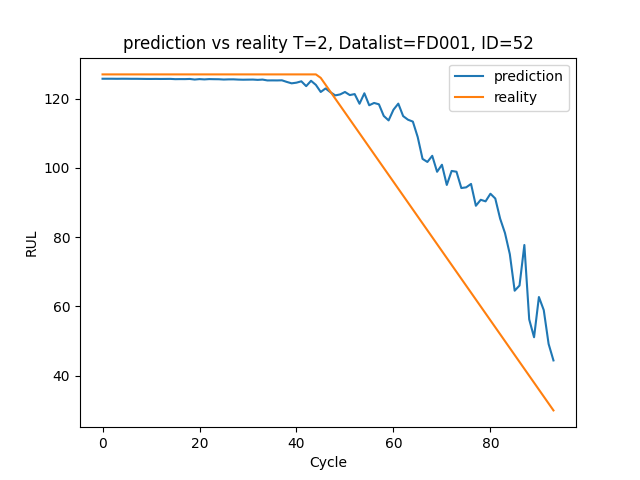 prediction vs reality T=2, Datalist=FD001, ID=52
prediction
reality
RUL
120
100
80
60
40
0
20
40
60
80
Cycle